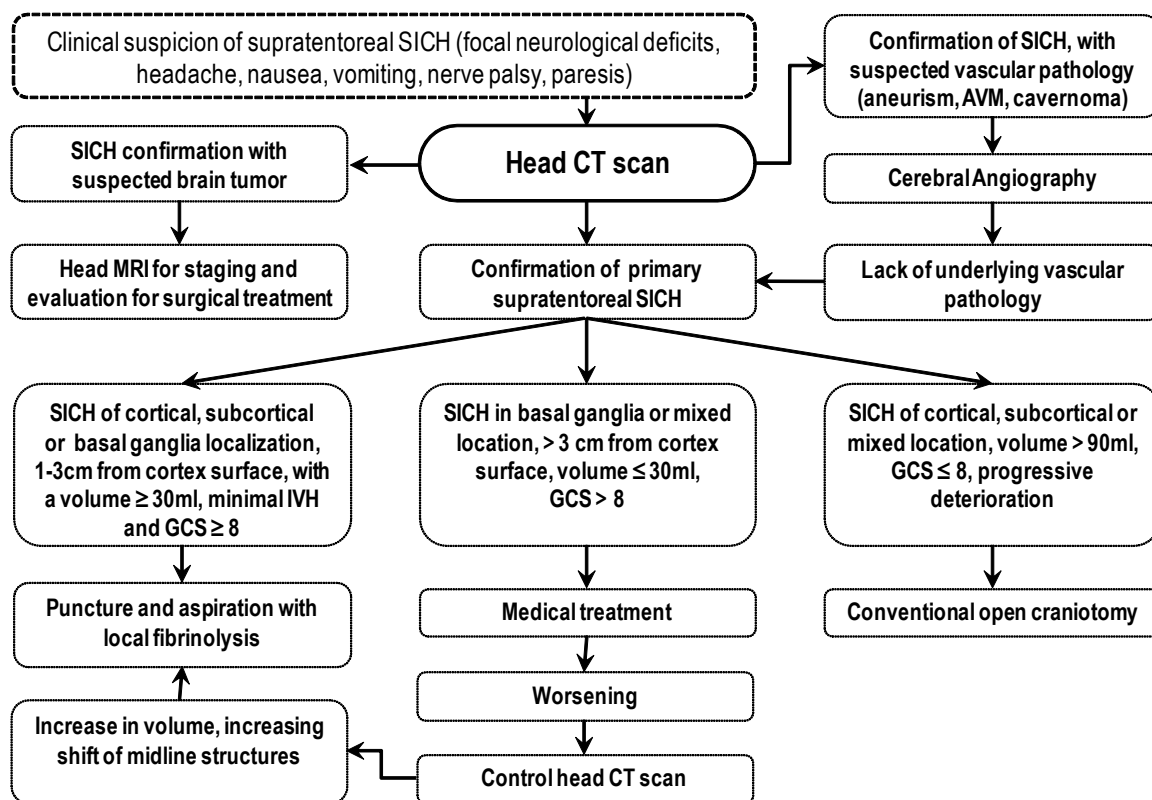 Clinical suspicion of supratentoreal SICH (focal neurological deficits,
headache, nausea, vomiting, nerve palsy, paresis)
Confirmation of SICH, with
suspected vascular pathology
(aneurism, AVM, cavernoma)
SICH confirmation with
suspected brain tumor
Head CT scan
Cerebral Angiography
Head MRI for staging and
evaluation for surgical treatment
Confirmation of primary
supratentoreal SICH
Lack of underlying vascular
pathology
SICH of cortical, subcortical
or basal ganglia localization,
1-3cm from cortex surface, with
a volume ≥ 30ml, minimal IVH
and GCS ≥ 8
SICH in basal ganglia or mixed
location, > 3 cm from cortex
surface, volume ≤ 30ml,
GCS > 8
SICH of cortical, subcortical or
mixed location, volume > 90ml,
GCS ≤ 8, progressive
deterioration
Puncture and aspiration with
local fibrinolysis
Medical treatment
Conventional open craniotomy
Worsening
Increase in volume, increasing
shift of midline structures
Control head CT scan